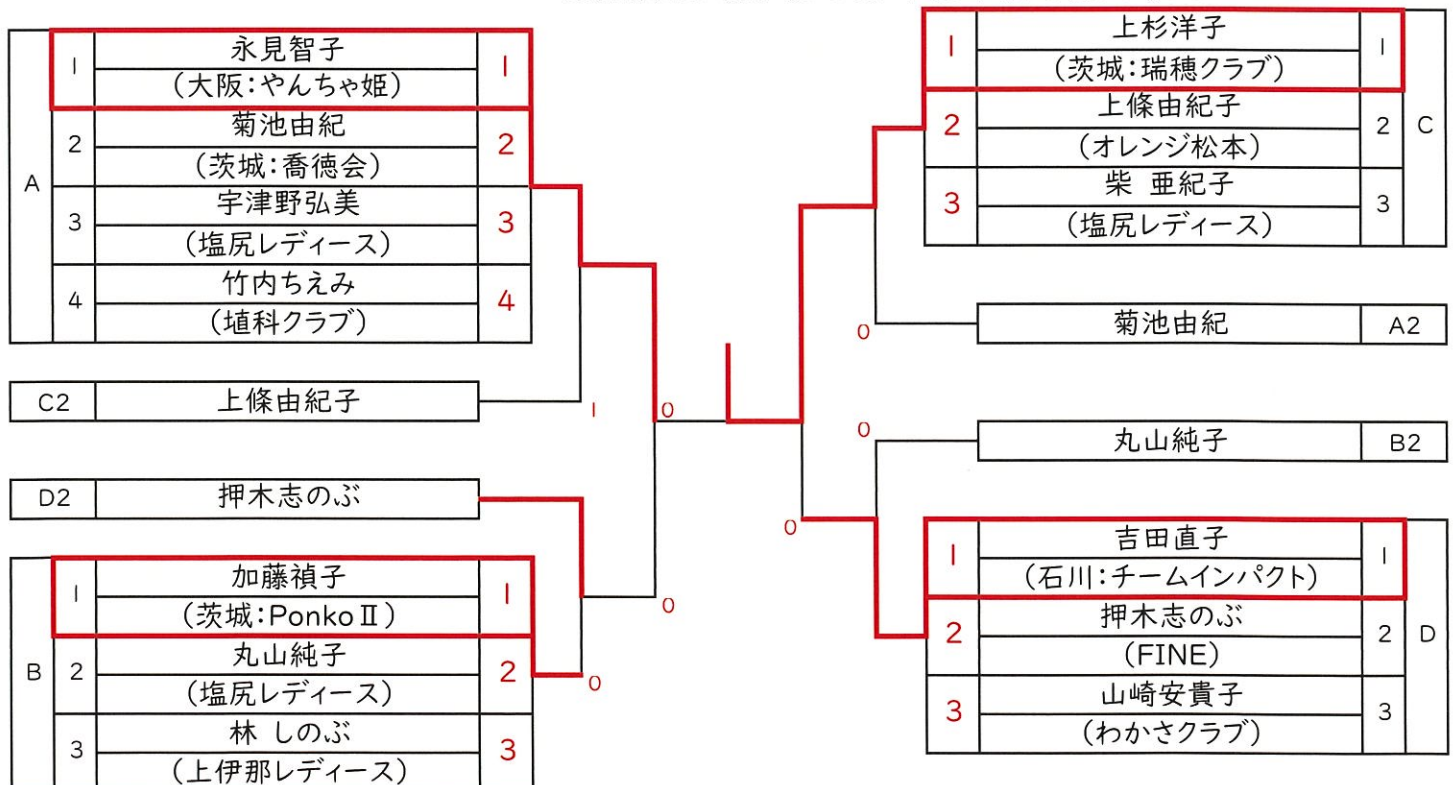 A
1
永見智子
(大阪:やんちゃ姫)
1
2
菊池由紀
(茨城:喬徳会)
2
3
宇津野弘美
(塩尻レディース)
3
4
竹内ちえみ
(埴科クラブ)
4
C2
上條由紀子
1
0
D2
押木志のぶ
0
B
1
加藤禎子
(茨城:PonkoⅡ)
1
2
丸山純子
(塩尻レディース)
2
0
3
林 しのぶ
(上伊那レディース)
3
1
上杉洋子
(茨城:瑞穂クラブ)
1
C
2
上條由紀子
(オレンジ松本)
2
3
柴 亜紀子
(塩尻レディース)
3
0
菊池由紀
A2
0
丸山純子
B2
0
1
吉田直子
(石川:チームインパクト)
1
D
2
押木志のぶ
(FINE)
2
3
山崎安貴子
(わかさクラブ)
3